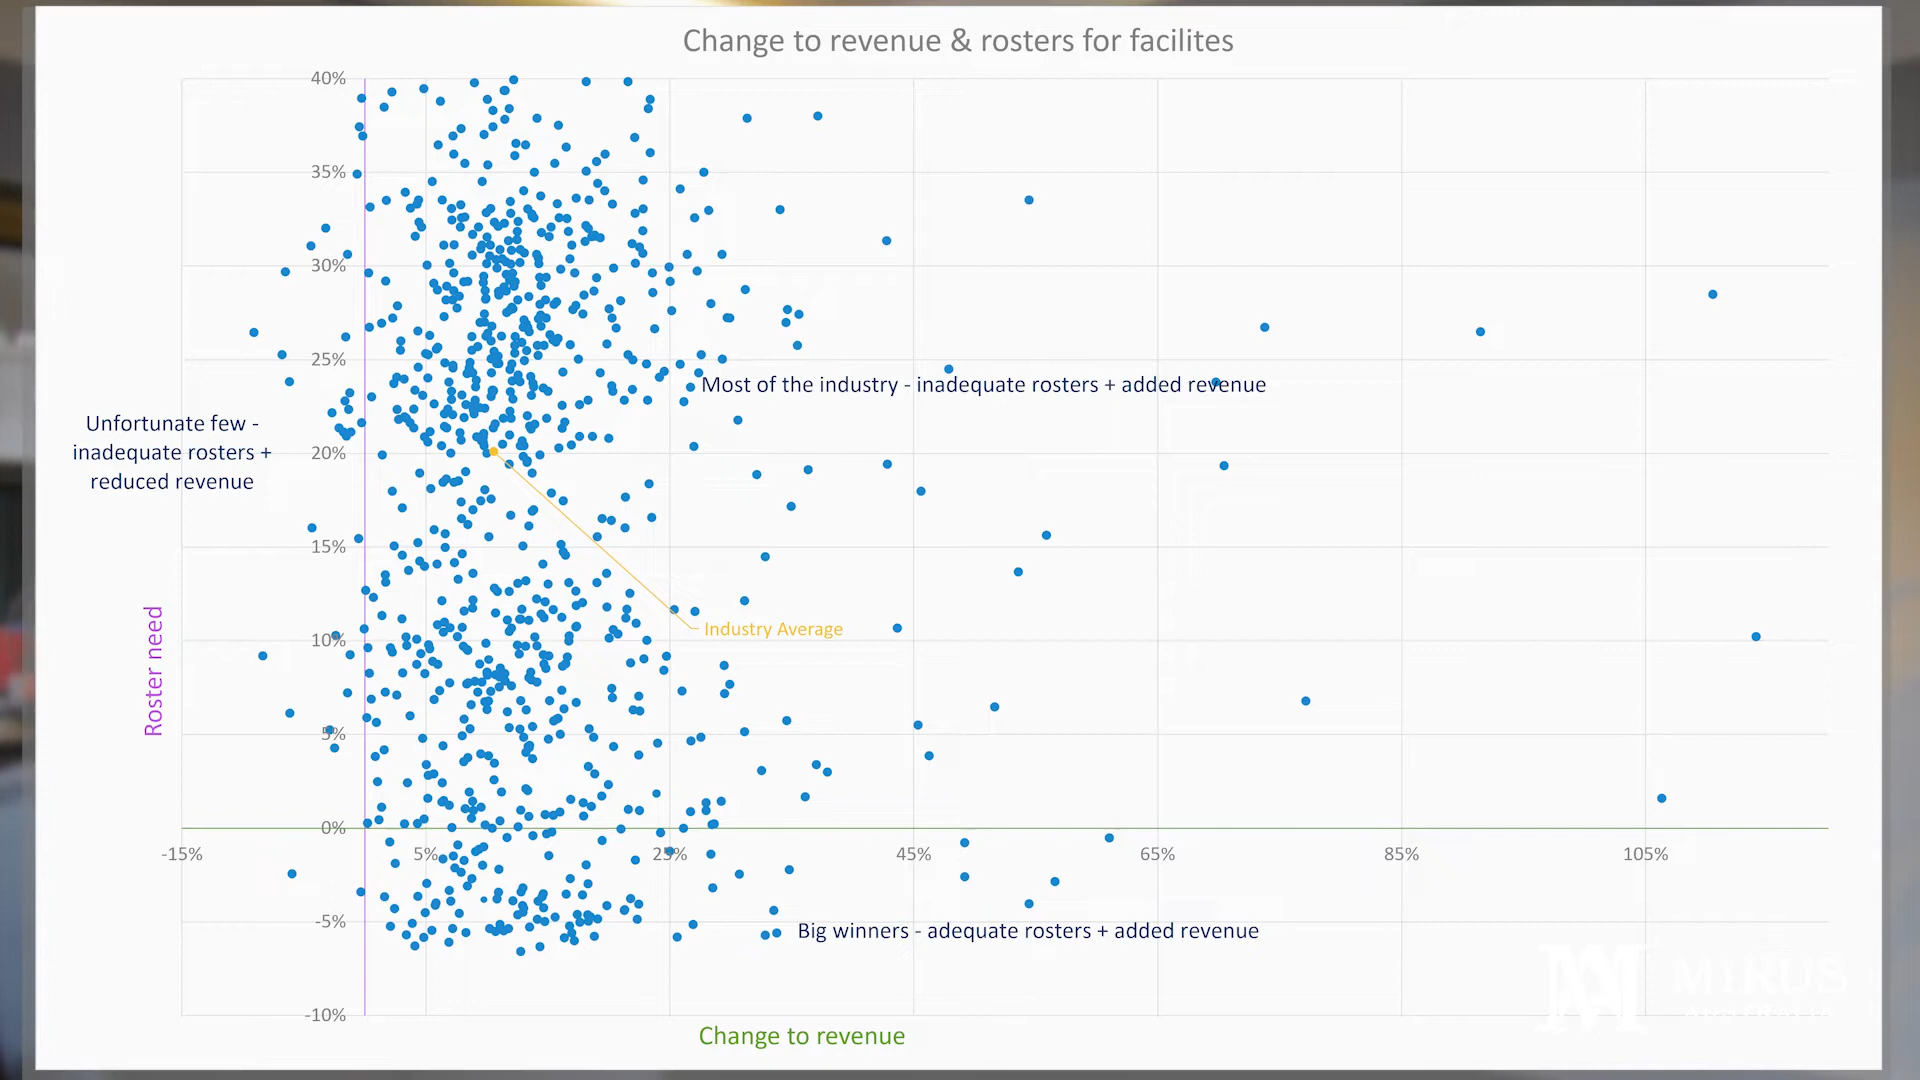 Change to revenue & rosters for facilites
40%
35%
30%
25%
Most of the industry - inadequate rosters + added revenue
Unfortunate few -
inadequate rosters +
reduced revenue
20%
15%
Roster need
10%
Industry Average
5%
0%
-15%
5%
25%
45%
65%
85%
105%
-5%
Big winners - adequate rosters + added revenue
-10%
Change to revenue
MIRUS
AUSTRALIA